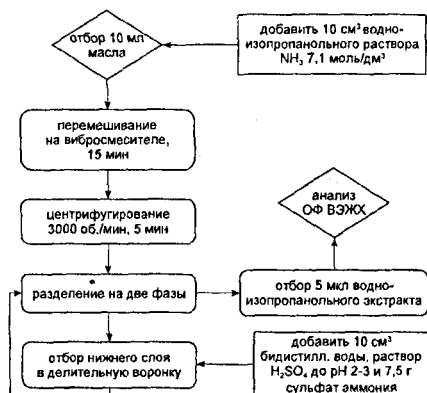 отбор 10 мл
масла
добавить 10 см³ водно-
изопропанольного раствора
NH₃ 7,1 моль/дм³
перемешивание
на вибросмесителе,
15 мин
центрифугирование
3000 об./мин, 5 мин
анализ
ОФ ВЭЖХ
разделение на две фазы
отбор 5 мкл водно-
изопропанольного экстракта
отбор нижнего слоя
в делительную воронку
добавить 10 см³
бидистилл. воды, раствор
H₂SO₄ до pH 2-3 и 7,5 г
сульфат аммония